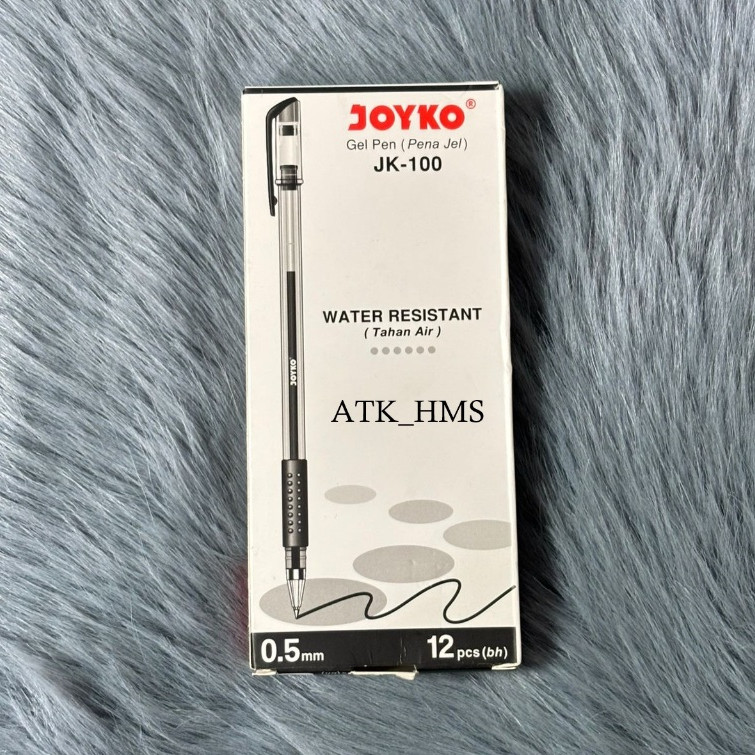 JOYKO®
Gel Pen (Pena Jel)
JK-100
WATER RESISTANT
(Tahan Air)
JOYKO
ATK_HMS
0.5mm 12 pcs (bh)